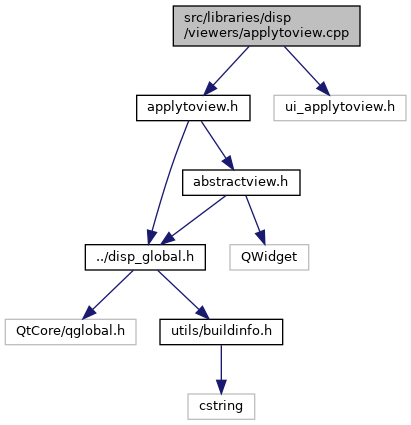 src/libraries/disp
/viewers/applytoview.cpp
applytoview.h
ui_applytoview.h
abstractview.h
../disp_global.h
QWidget
QtCore/qglobal.h
utils/buildinfo.h
cstring